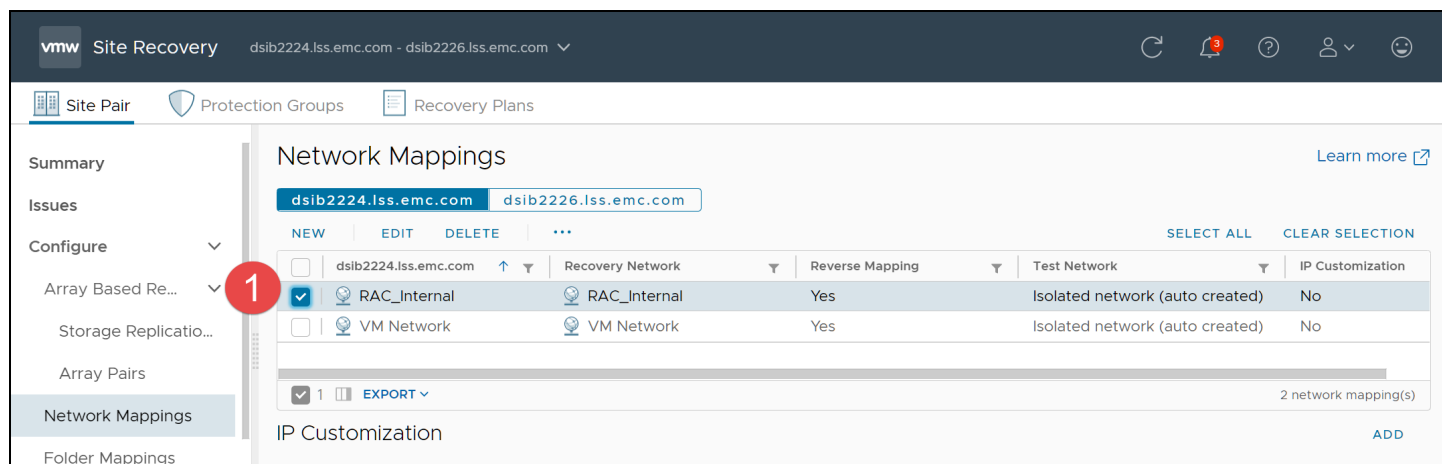 vmw Site Recovery dsib2224.lss.emc.com - dsib2226.lss.emc.com 3
Site Pair Protection Groups Recovery Plans
Summary
Issues
Configure
Array Based Re...
Storage Replicatio...
Array Pairs
Network Mappings
Folder Mappings
Network Mappings Learn more
dsib2224.lss.emc.com dsib2226.lss.emc.com
NEW EDIT DELETE ... SELECT ALL CLEAR SELECTION
dsib2224.lss.emc.com Recovery Network Reverse Mapping Test Network IP Customization
1 RAC_Internal RAC_Internal Yes Isolated network (auto created) No
VM Network VM Network Yes Isolated network (auto created) No
1 EXPORT 2 network mapping(s)
IP Customization ADD